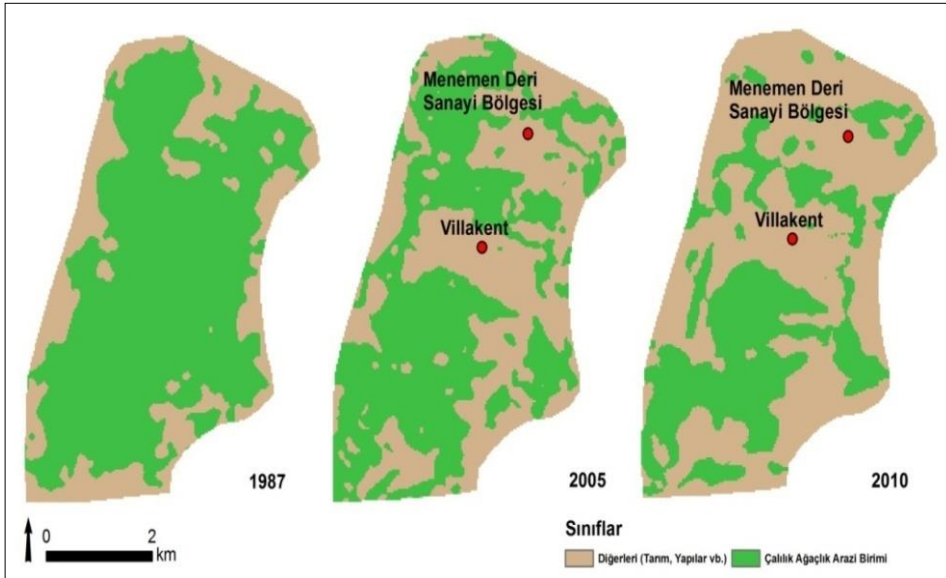 Menemen Deri
Sanayi Bölgesi
Villakent
Menemen Deri
Sanayi Bölgesi
Villakent
1987
2005
2010
0 2
km
Sınıflar
Diğerleri (Tarım, Yapılar vb.)
Çalılık Ağaçlık Arazi Birimi